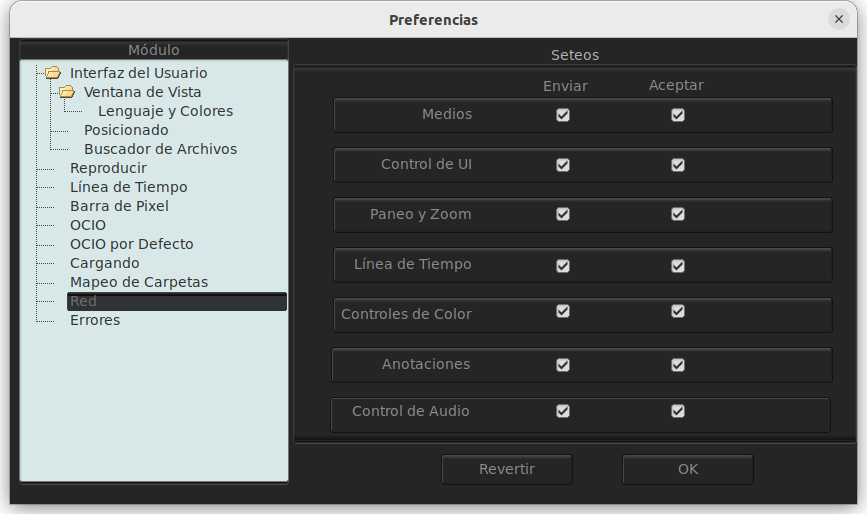 Preferencias
Módulo
Interfaz del Usuario
Ventana de Vista
Lenguaje y Colores
Posicionado
Buscador de Archivos
Reproducir
Línea de Tiempo
Barra de Pixel
OCIO
OCIO por Defecto
Cargando
Mapeo de Carpetas
Red
Errores
Seteos
Enviar Aceptar
Medios
Control de UI
Paneo y Zoom
Línea de Tiempo
Controles de Color
Anotaciones
Control de Audio
Revertir OK